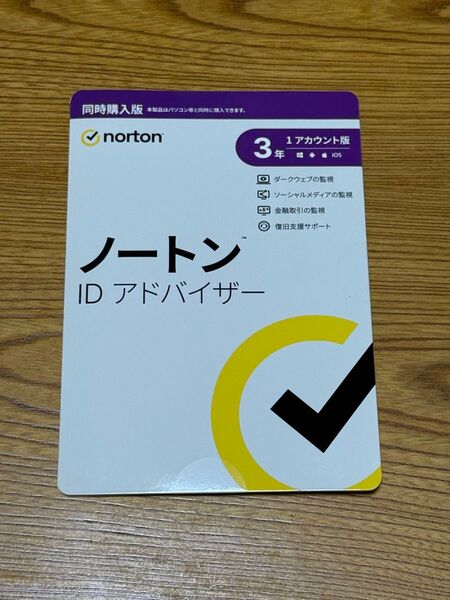 同時購入版 本製品はパソコン等と同時に購入できます。
norton
3年
1 アカウント版
iOS
ダークウェブの監視
ソーシャルメディアの監視
金融取引の監視
復旧支援サポート
ノートン™
ID アドバイザー